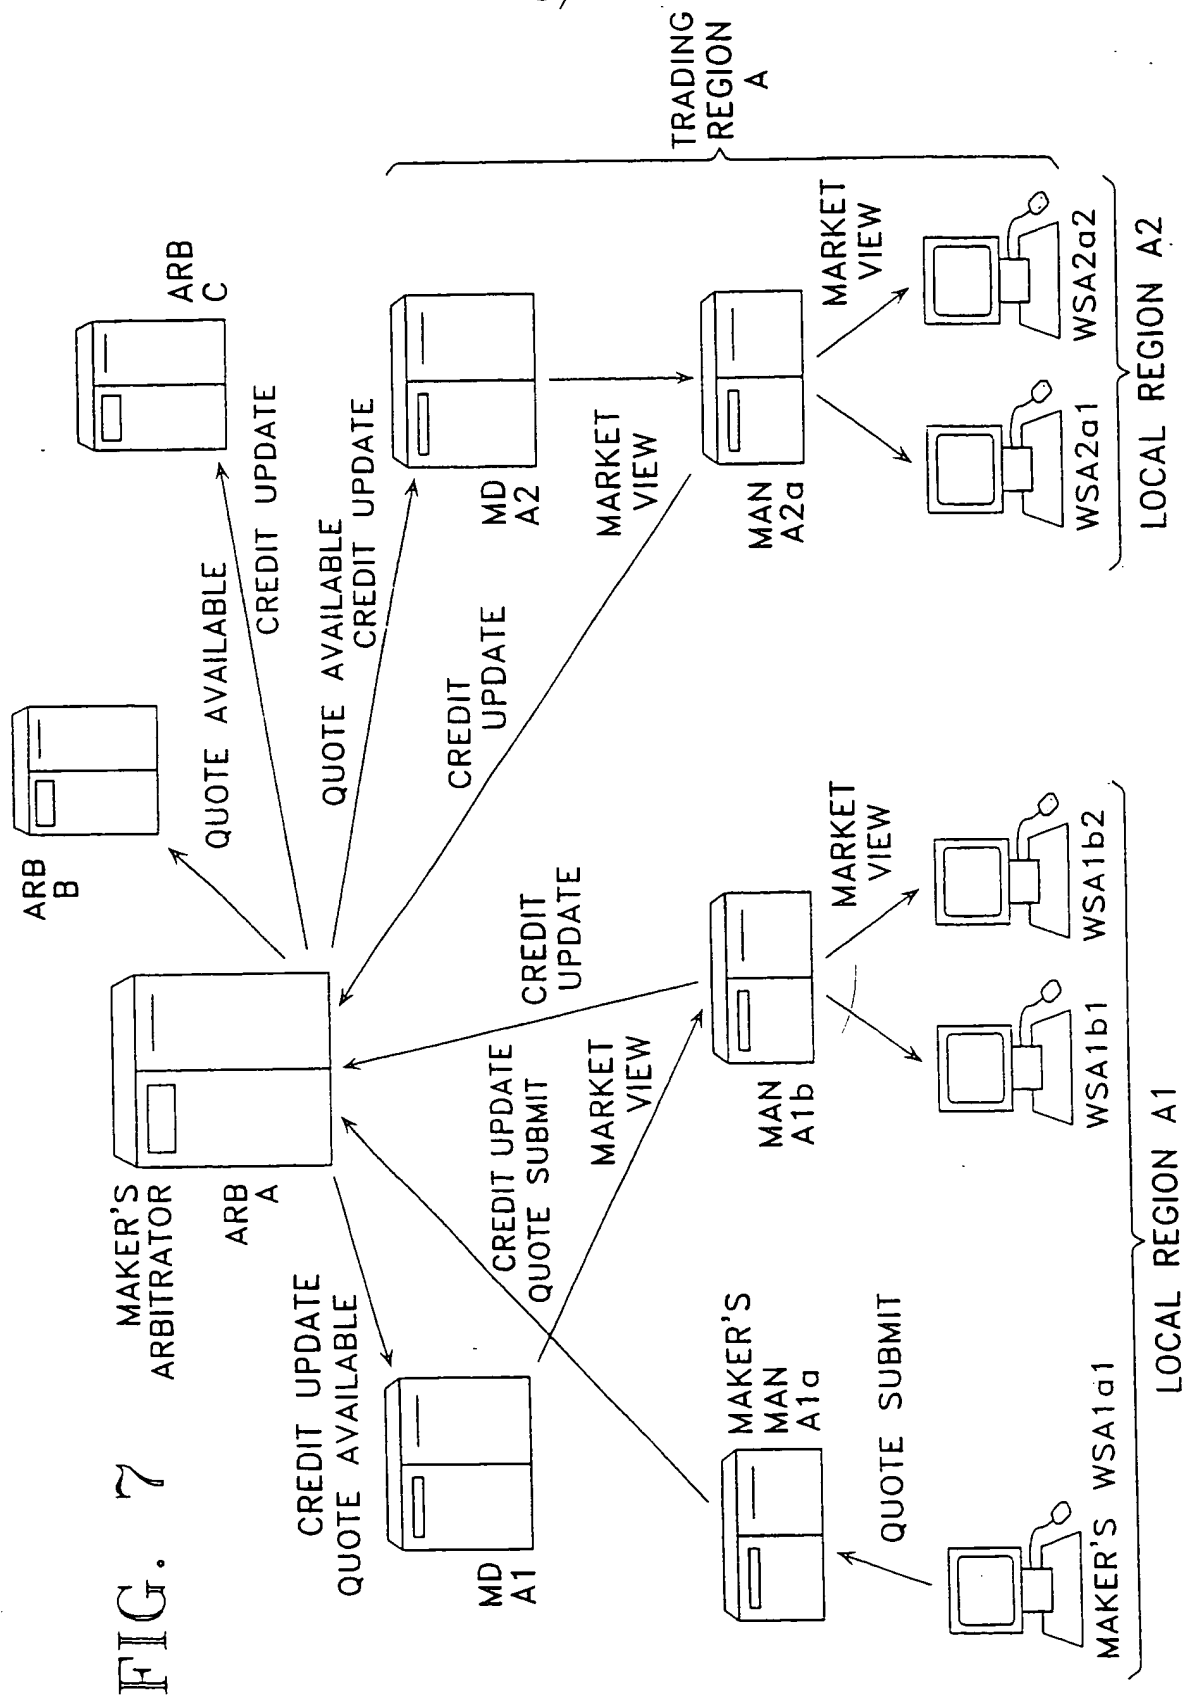 FIG. 7
MAKER'S
ARBITRATOR
ARB
A
ARB
B
ARB
C
QUOTE AVAILABLE
CREDIT UPDATE
QUOTE AVAILABLE
CREDIT UPDATE
CREDIT UPDATE
QUOTE AVAILABLE
MD
A1
MD
A2
CREDIT
UPDATE
CREDIT
UPDATE
CREDIT UPDATE
QUOTE SUBMIT
MARKET
VIEW
MARKET
VIEW
MAKER'S
MAN
A1a
MAN
A1b
MAN
A2a
QUOTE SUBMIT
MARKET
VIEW
MARKET
VIEW
TRADING
REGION
A
MAKER'S WSA1a1
WSA1b1
WSA1b2
WSA2a1
WSA2a2
LOCAL REGION A1
LOCAL REGION A2